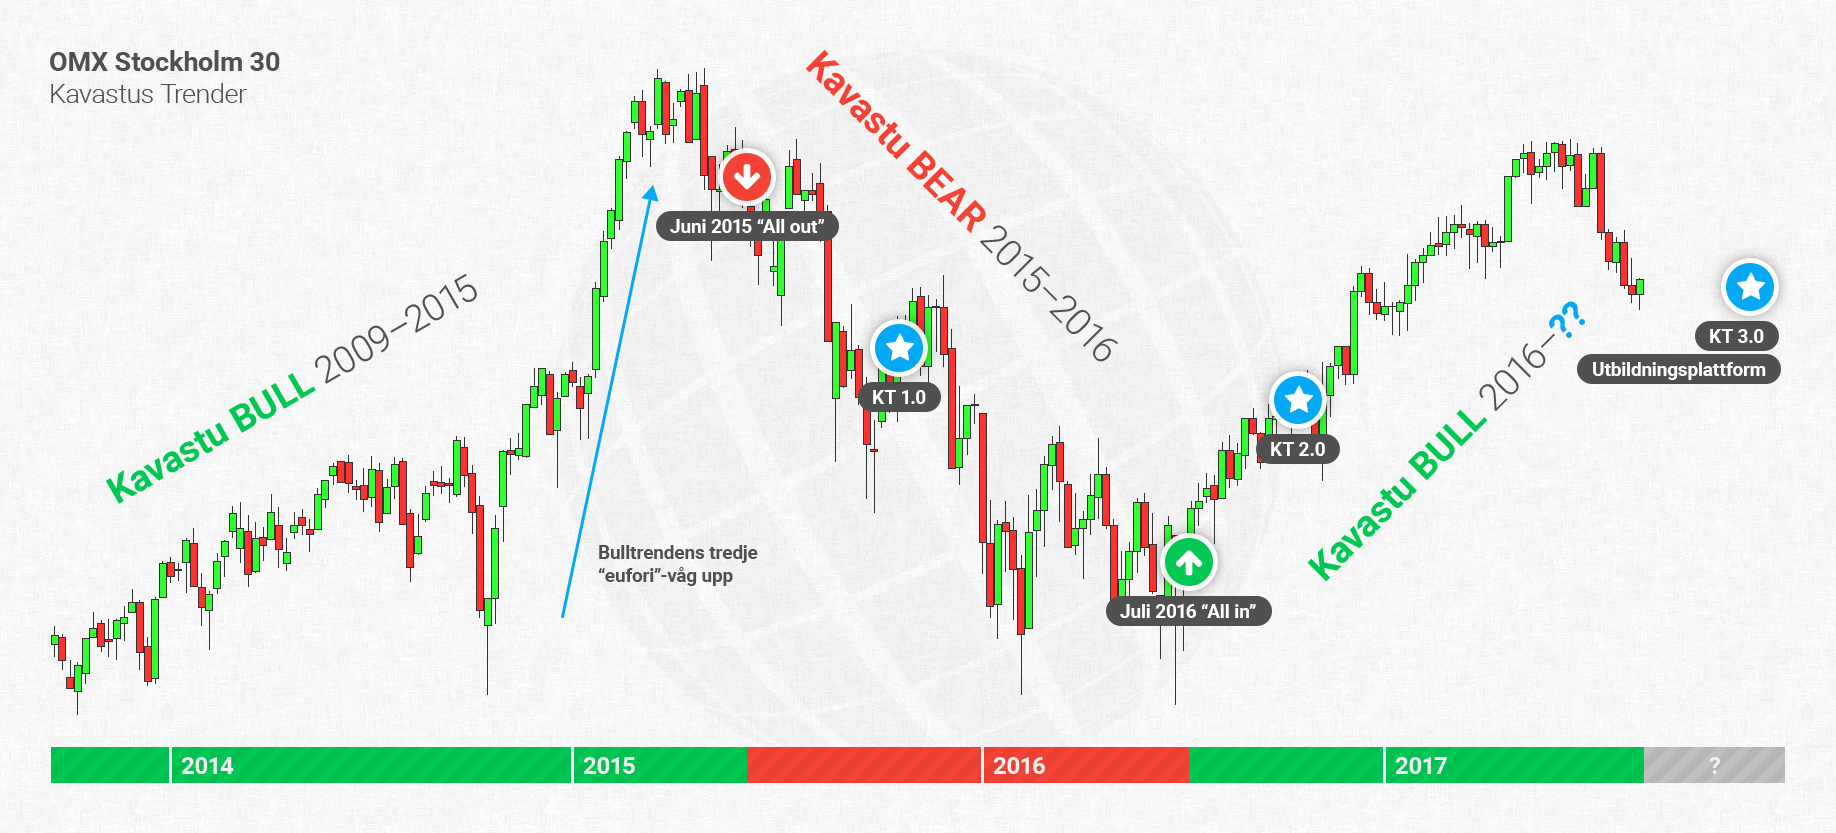 OMX Stockholm 30
Kavastus Trender
Kavastu BULL 2009–2015
Kavastu BEAR 2015–2016
Juni 2015 “All out”
KT 1.0
Bulltrendens tredje
“eufori”-våg upp
Juli 2016 “All in”
KT 2.0
Kavastu BULL 2016–??
KT 3.0
Utbildningsplattform
2014
2015
2016
2017
?